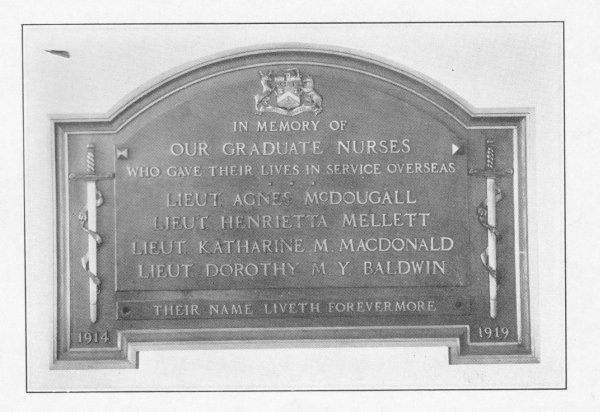 IN MEMORY OF
OUR GRADUATE NURSES
WHO GAVE THEIR LIVES IN SERVICE OVERSEAS
LIEUT. AGNES McDOUGALL
LIEUT. HENRIETTA MELLETT
LIEUT. KATHARINE M. MACDONALD
LIEUT. DOROTHY M. Y. BALDWIN
THEIR NAME LIVETH FOREVERMORE
1914
1919